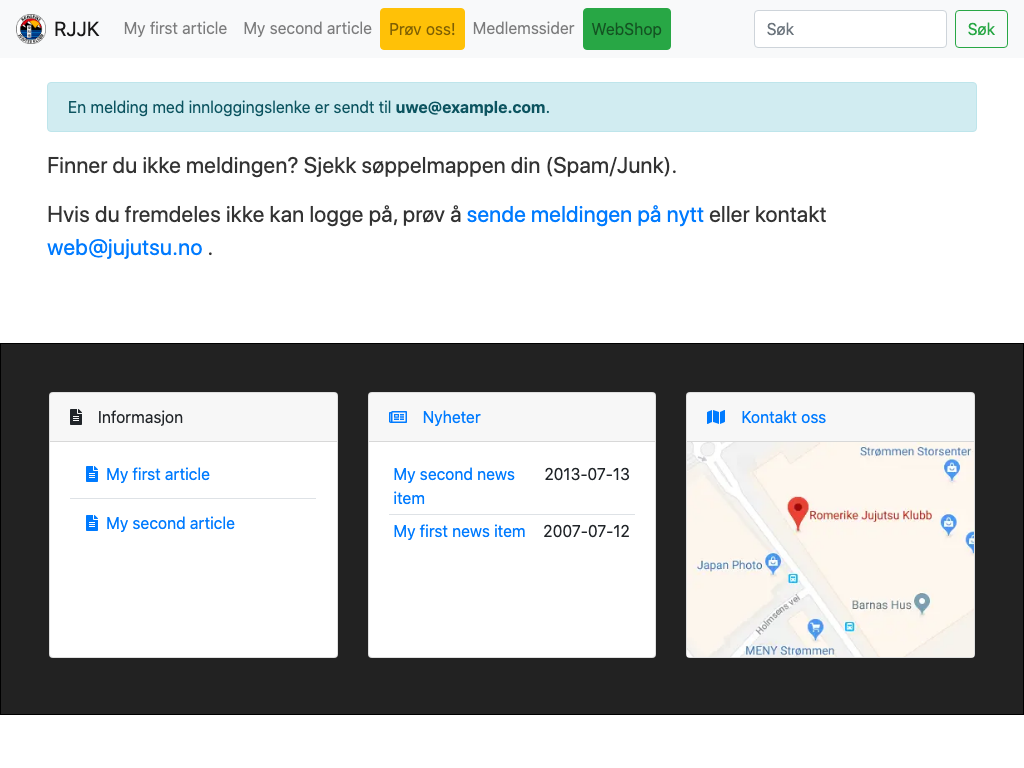 RJJK My first article My second article Prøv oss! Medlemssider WebShop Søk Søk
En melding med innloggingslenke er sendt til uwe@example.com.
Finner du ikke meldingen? Sjekk søppelmappen din (Spam/Junk).
Hvis du fremdeles ikke kan logge på, prøv å sende meldingen på nytt eller kontakt
web@jujutsu.no .
Informasjon
My first article
My second article
Nyheter
My second news item 2013-07-13
My first news item 2007-07-12
Kontakt oss
Strømmen Storsenter
Romerike Jujutsu Klubb
Japan Photo
Barnas Hus
Holmsens vei
MENY Strømmen